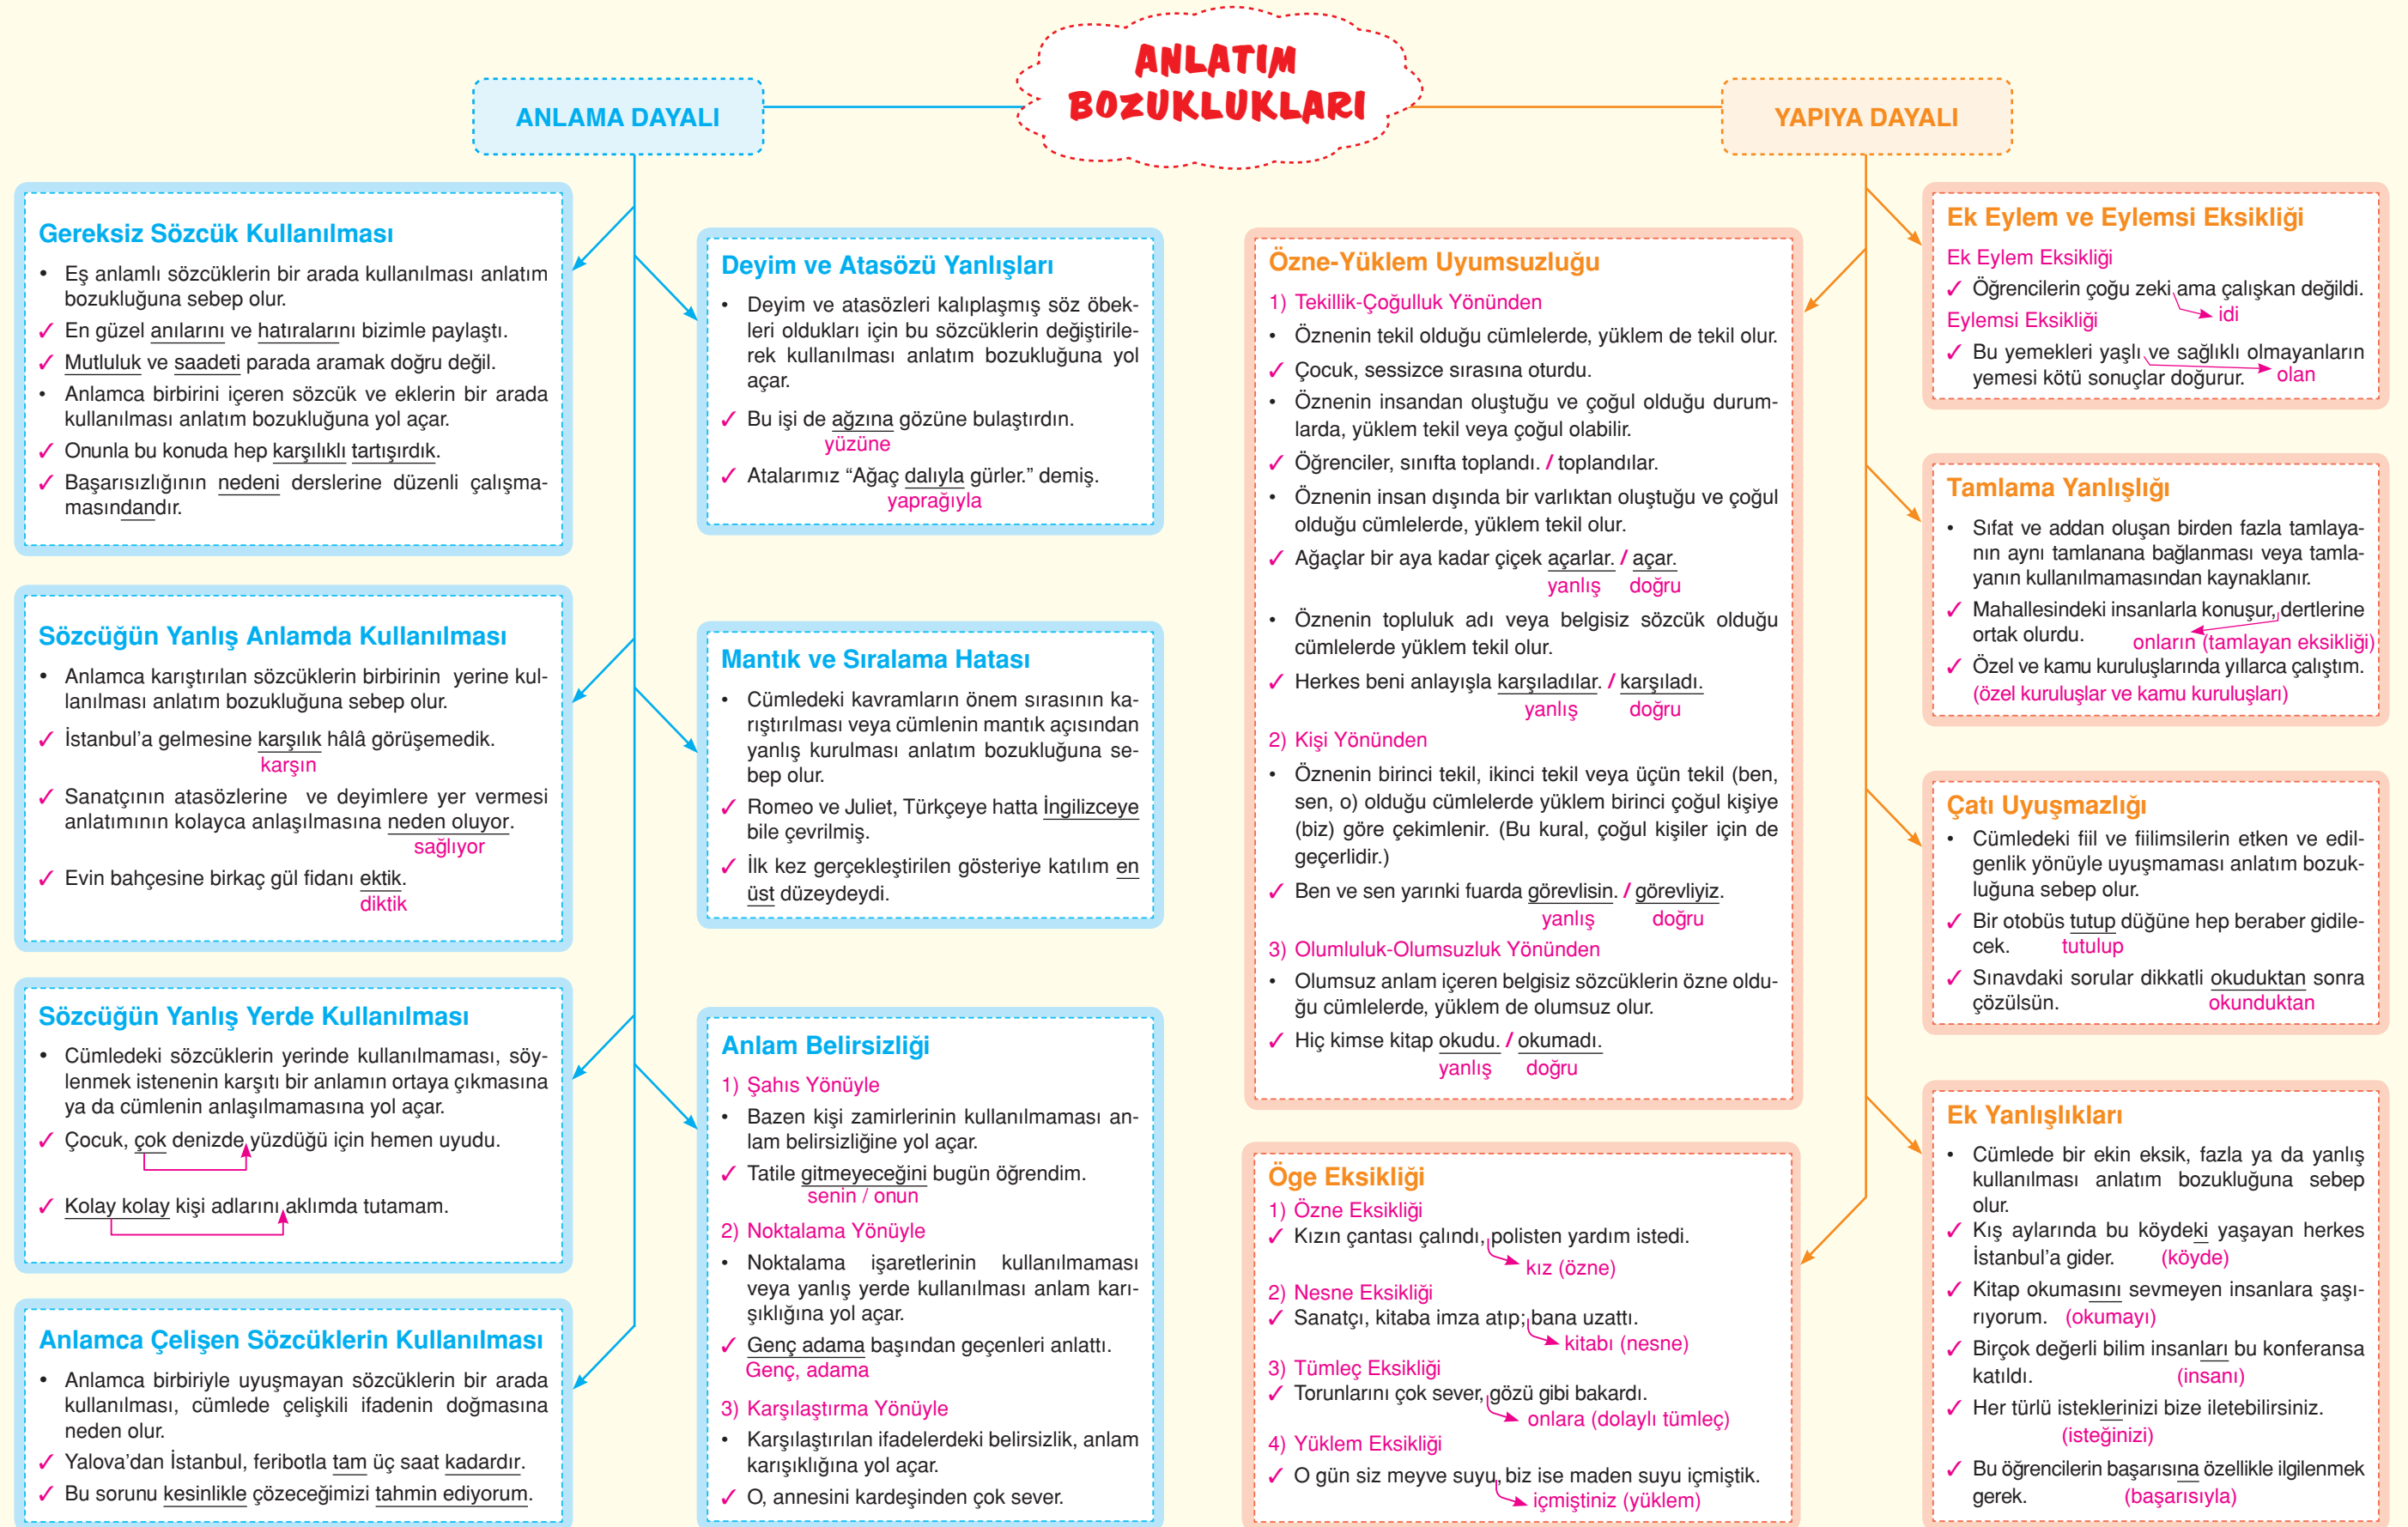 ANLATIM
BOZUKLUKLARI
ANLAMA DAYALI
YAPIYA DAYALI
Gereksiz Sözcük Kullanılması
• Eş anlamlı sözcüklerin bir arada kullanılması anlatım
bozukluğuna sebep olur.
✓ En güzel anılarını ve hatıralarını bizimle paylaştı.
✓ Mutluluk ve saadeti parada aramak doğru değil.
• Anlamca birbirini içeren sözcük ve eklerin bir arada
kullanılması anlatım bozukluğuna yol açar.
✓ Onunla bu konuda hep karşılıklı tartışırdık.
✓ Başarısızlığının nedeni derslerine düzenli çalışma-
masındandır.
Sözcüğün Yanlış Anlamda Kullanılması
• Anlamca karıştırılan sözcüklerin birbirinin yerine kul-
lanılması anlatım bozukluğuna sebep olur.
✓ İstanbul’a gelmesine karşılık hâlâ görüşemedik.
karşın
✓ Sanatçının atasözlerine ve deyimlere yer vermesi
anlatımının kolayca anlaşılmasına neden oluyor.
sağlıyor
✓ Evin bahçesine birkaç gül fidanı ektik.
diktik
Sözcüğün Yanlış Yerde Kullanılması
• Cümledeki sözcüklerin yerinde kullanılmaması, söy-
lenmek istenenin karşıtı bir anlamın ortaya çıkmasına
ya da cümlenin anlaşılmamasına yol açar.
✓ Çocuk, çok denizde yüzdüğü için hemen uyudu.
✓ Kolay kolay kişi adlarını aklımda tutamam.
Anlamca Çelişen Sözcüklerin Kullanılması
• Anlamca birbiriyle uyuşmayan sözcüklerin bir arada
kullanılması, cümlede çelişkili ifadenin doğmasına
neden olur.
✓ Yalova’dan İstanbul, feribotla tam üç saat kadardır.
✓ Bu sorunu kesinlikle çözeceğimizi tahmin ediyorum.
Deyim ve Atasözü Yanlışları
• Deyim ve atasözleri kalıplaşmış söz öbek-
leri oldukları için bu sözcüklerin değiştirile-
rek kullanılması anlatım bozukluğuna yol
açar.
✓ Bu işi de ağzına gözüne bulaştırdın.
yüzüne
✓ Atalarımız “Ağaç dalıyla gürler.” demiş.
yaprağıyla
Mantık ve Sıralama Hatası
• Cümledeki kavramların önem sırasının ka-
rıştırılması veya cümlenin mantık açısından
yanlış kurulması anlatım bozukluğuna se-
bep olur.
✓ Romeo ve Juliet, Türkçeye hatta İngilizceye
bile çevrilmiş.
✓ İlk kez gerçekleştirilen gösteriye katılım en
üst düzeydeydi.
Anlam Belirsizliği
1) Şahıs Yönüyle
• Bazen kişi zamirlerinin kullanılmaması an-
lam belirsizliğine yol açar.
✓ Tatile gitmeyeceğini bugün öğrendim.
senin / onun
2) Noktalama Yönüyle
• Noktalama işaretlerinin kullanılmaması
veya yanlış yerde kullanılması anlam karı-
şıklığına yol açar.
✓ Genç adama başından geçenleri anlattı.
Genç, adama
3) Karşılaştırma Yönüyle
• Karşılaştırılan ifadelerdeki belirsizlik, anlam
karışıklığına yol açar.
✓ O, annesini kardeşinden çok sever.
Özne-Yüklem Uyumsuzluğu
1) Tekillik-Çoğulluk Yönünden
• Öznenin tekil olduğu cümlelerde, yüklem de tekil olur.
✓ Çocuk, sessizce sırasına oturdu.
• Öznenin insandan oluştuğu ve çoğul olduğu durum-
larda, yüklem tekil veya çoğul olabilir.
✓ Öğrenciler, sınıfta toplandı. / toplandılar.
• Öznenin insan dışında bir varlıktan oluştuğu ve çoğul
olduğu cümlelerde, yüklem tekil olur.
✓ Ağaçlar bir aya kadar çiçek açarlar. / açar.
yanlış doğru
• Öznenin topluluk adı veya belgisiz sözcük olduğu
cümlelerde yüklem tekil olur.
✓ Herkes beni anlayışla karşıladılar. / karşıladı.
yanlış doğru
2) Kişi Yönünden
• Öznenin birinci tekil, ikinci tekil veya üçün tekil (ben,
sen, o) olduğu cümlelerde yüklem birinci çoğul kişiye
(biz) göre çekimlenir. (Bu kural, çoğul kişiler için de
geçerlidir.)
✓ Ben ve sen yarınki fuarda görevlisin. / görevliyiz.
yanlış doğru
3) Olumluluk-Olumsuzluk Yönünden
• Olumsuz anlam içeren belgisiz sözcüklerin özne oldu-
ğu cümlelerde, yüklem de olumsuz olur.
✓ Hiç kimse kitap okudu. / okumadı.
yanlış doğru
Öge Eksikliği
1) Özne Eksikliği
✓ Kızın çantası çalındı, polisten yardım istedi.
kız (özne)
2) Nesne Eksikliği
✓ Sanatçı, kitaba imza atıp; bana uzattı.
kitabı (nesne)
3) Tümleç Eksikliği
✓ Torunlarını çok sever, gözü gibi bakardı.
onlara (dolaylı tümleç)
4) Yüklem Eksikliği
✓ O gün siz meyve suyu, biz ise maden suyu içmiştik.
içmiştiniz (yüklem)
Ek Eylem ve Eylemsi Eksikliği
Ek Eylem Eksikliği
✓ Öğrencilerin çoğu zeki ama çalışkan değildi.
idi
Eylemsi Eksikliği
✓ Bu yemekleri yaşlı ve sağlıklı olmayanların
yemesi kötü sonuçlar doğurur. olan
Tamlama Yanlışlığı
• Sıfat ve addan oluşan birden fazla tamlaya-
nın aynı tamlanana bağlanması veya tamla-
yanın kullanılmamasından kaynaklanır.
✓ Mahallesindeki insanlarla konuşur, dertlerine
ortak olurdu. onların (tamlayan eksikliği)
✓ Özel ve kamu kuruluşlarında yıllarca çalıştım.
(özel kuruluşlar ve kamu kuruluşları)
Çatı Uyuşmazlığı
• Cümledeki fiil ve fiilimsilerin etken ve edil-
genlik yönüyle uyuşmaması anlatım bozuk-
luğuna sebep olur.
✓ Bir otobüs tutup düğüne hep beraber gidile-
cek. tutulup
✓ Sınavdaki sorular dikkatli okuduktan sonra
çözülsün. okunduktan
Ek Yanlışlıkları
• Cümlede bir ekin eksik, fazla ya da yanlış
kullanılması anlatım bozukluğuna sebep
olur.
✓ Kış aylarında bu köydeki yaşayan herkes
İstanbul’a gider. (köyde)
✓ Kitap okumasını sevmeyen insanlara şaşı-
rıyorum. (okumayı)
✓ Birçok değerli bilim insanları bu konferansa
katıldı. (insanı)
✓ Her türlü isteklerinizi bize iletebilirsiniz.
(isteğinizi)
✓ Bu öğrencilerin başarısına özellikle ilgilenmek
gerek. (başarısıyla)